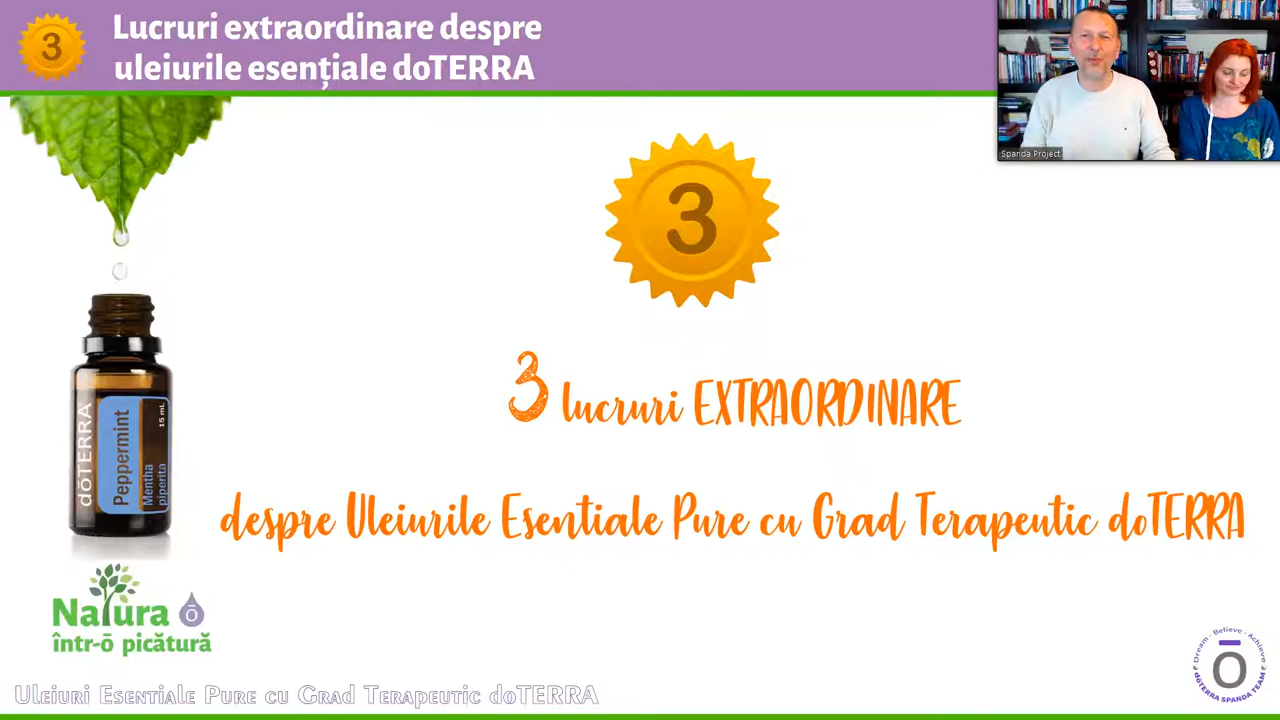 3
Lucruri extraordinare despre
uleiurile esențiale doTERRA
Spanda Project
3
3 lucruri EXTRAORDINARE
despre Uleiurile Esentiale Pure cu Grad Terapeutic doTERRA
dōTERRA
Peppermint
Mentha
piperita
15 mL
Natura ō
într-ō picătură
Dream · Believe · Achieve
Ō
dōTERRA SPANDA TEAM
Uleiuri Esentiale Pure cu Grad Terapeutic doTERRA